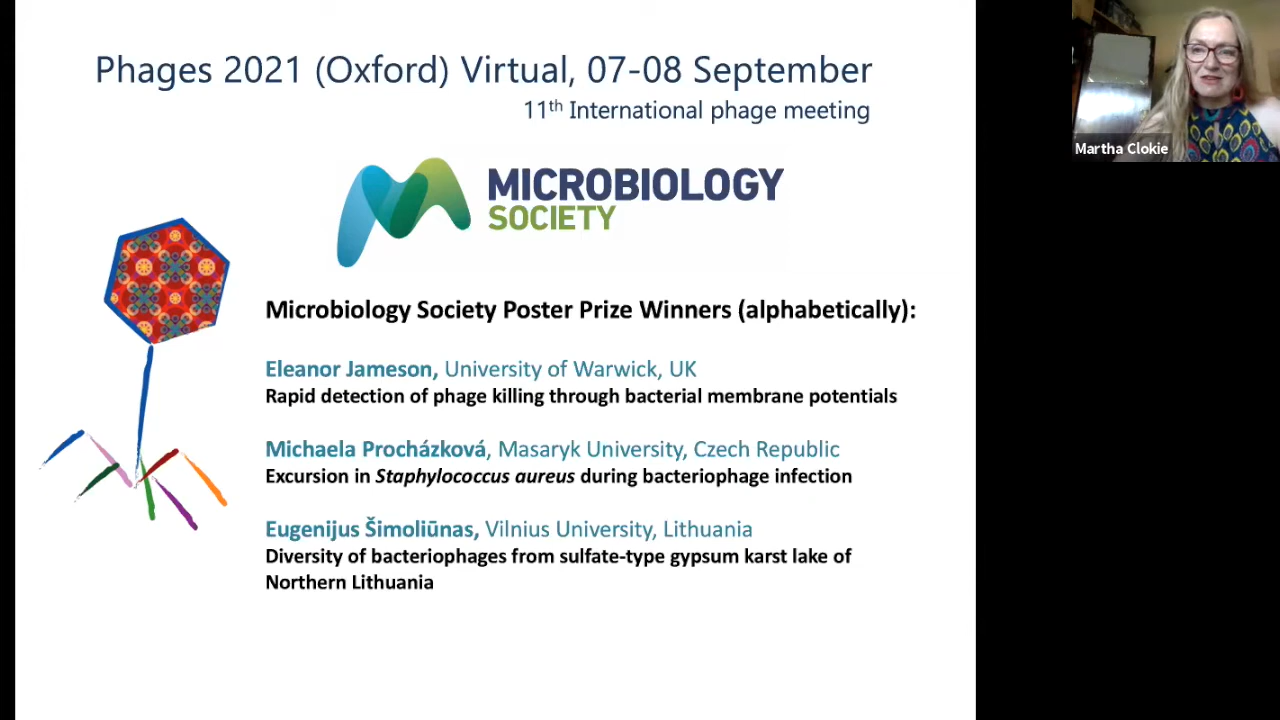 Phages 2021 (Oxford) Virtual, 07-08 September
11th International phage meeting
MICROBIOLOGY
SOCIETY
Microbiology Society Poster Prize Winners (alphabetically):
Eleanor Jameson, University of Warwick, UK
Rapid detection of phage killing through bacterial membrane potentials
Michaela Procházková, Masaryk University, Czech Republic
Excursion in Staphylococcus aureus during bacteriophage infection
Eugenijus Šimoliūnas, Vilnius University, Lithuania
Diversity of bacteriophages from sulfate-type gypsum karst lake of
Northern Lithuania
Martha Clokie